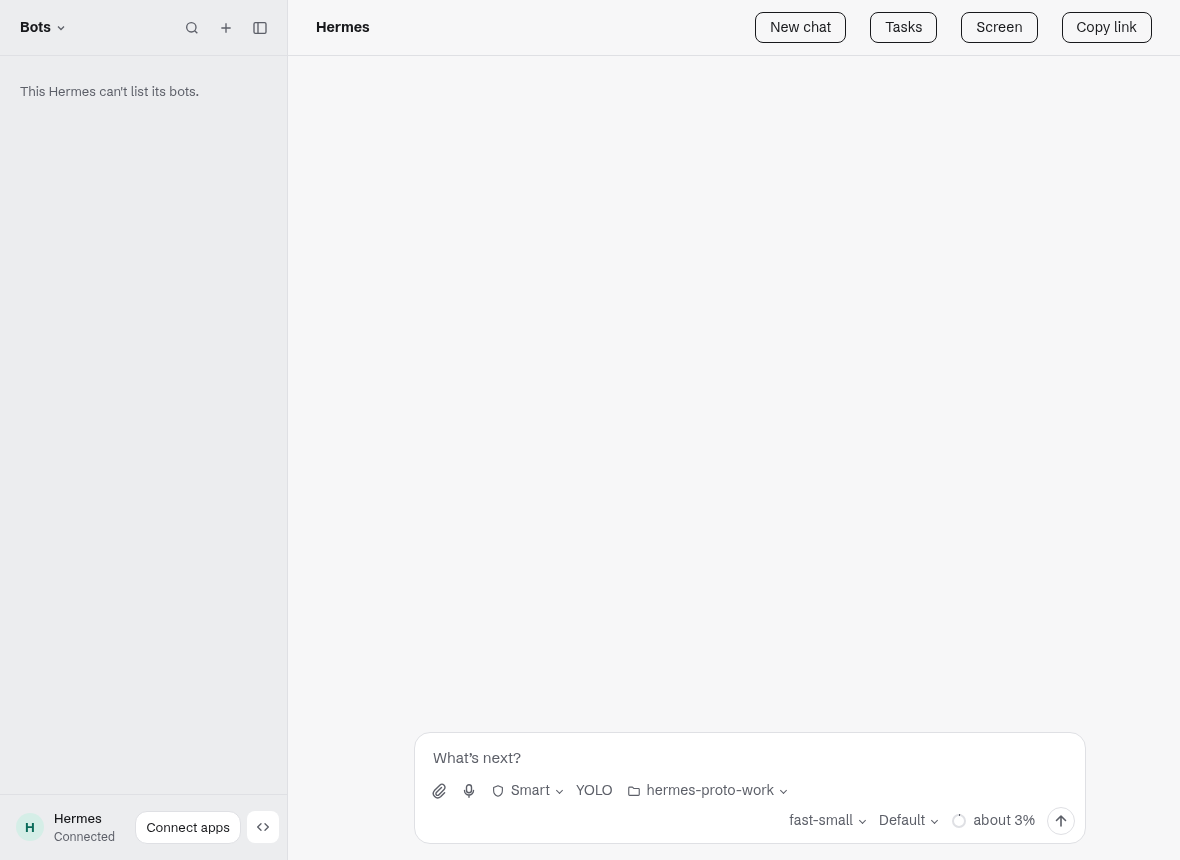 Bots
Hermes
New chat
Tasks
Screen
Copy link
This Hermes can't list its bots.
What's next?
Smart
YOLO
hermes-proto-work
fast-small
Default
about 3%
H
Hermes
Connected
Connect apps